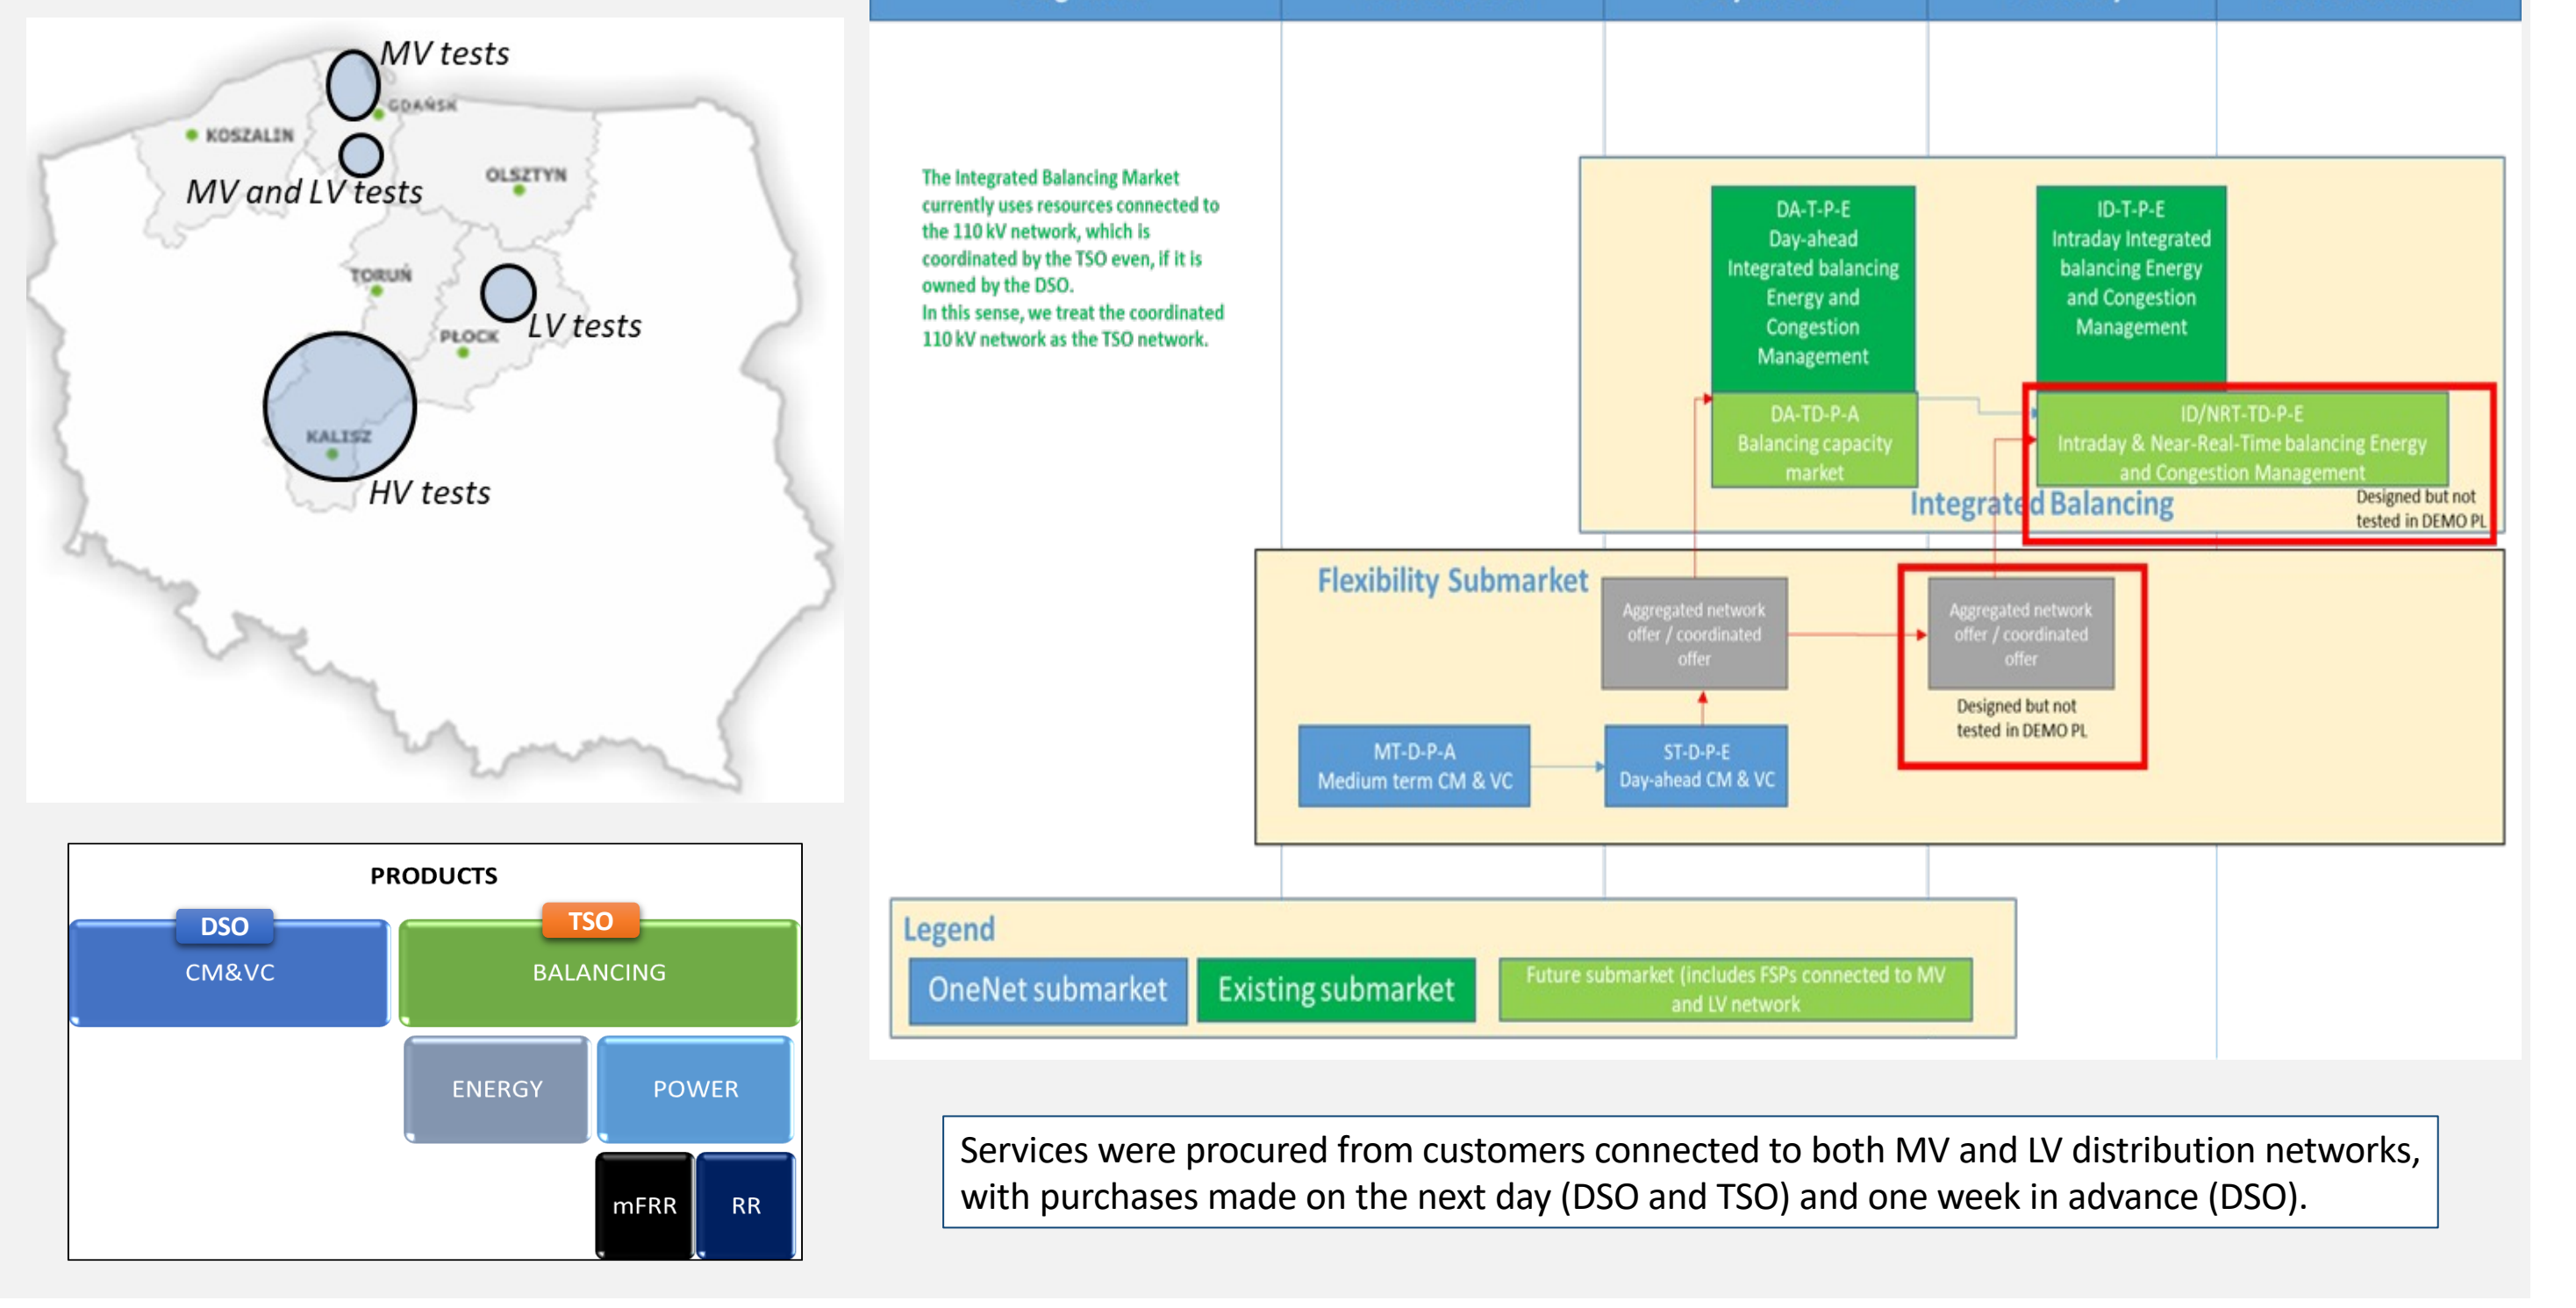 MV tests
GDAŃSK
KOSZALIN
MV and LV tests
OLSZTYN
TORUŃ
PŁOCK
LV tests
KALISZ
HV tests
PRODUCTS
DSO
TSO
CM&VC
BALANCING
ENERGY
POWER
mFRR
RR
The Integrated Balancing Market
currently uses resources connected to
the 110 kV network, which is
coordinated by the TSO even, if it is
owned by the DSO.
In this sense, we treat the coordinated
110 kV network as the TSO network.
DA-T-P-E
Day-ahead
Integrated balancing
Energy and
Congestion
Management
ID-T-P-E
Intraday Integrated
balancing Energy
and Congestion
Management
DA-TD-P-A
Balancing capacity
market
ID/NRT-TD-P-E
Intraday & Near-Real-Time balancing Energy
and Congestion Management
Integrated Balancing
Designed but not
tested in DEMO PL
Flexibility Submarket
Aggregated network
offer / coordinated
offer
Aggregated network
offer / coordinated
offer
Designed but not
tested in DEMO PL
MT-D-P-A
Medium term CM & VC
ST-D-P-E
Day-ahead CM & VC
Legend
OneNet submarket
Existing submarket
Future submarket (includes FSPs connected to MV
and LV network
Services were procured from customers connected to both MV and LV distribution networks,
with purchases made on the next day (DSO and TSO) and one week in advance (DSO).